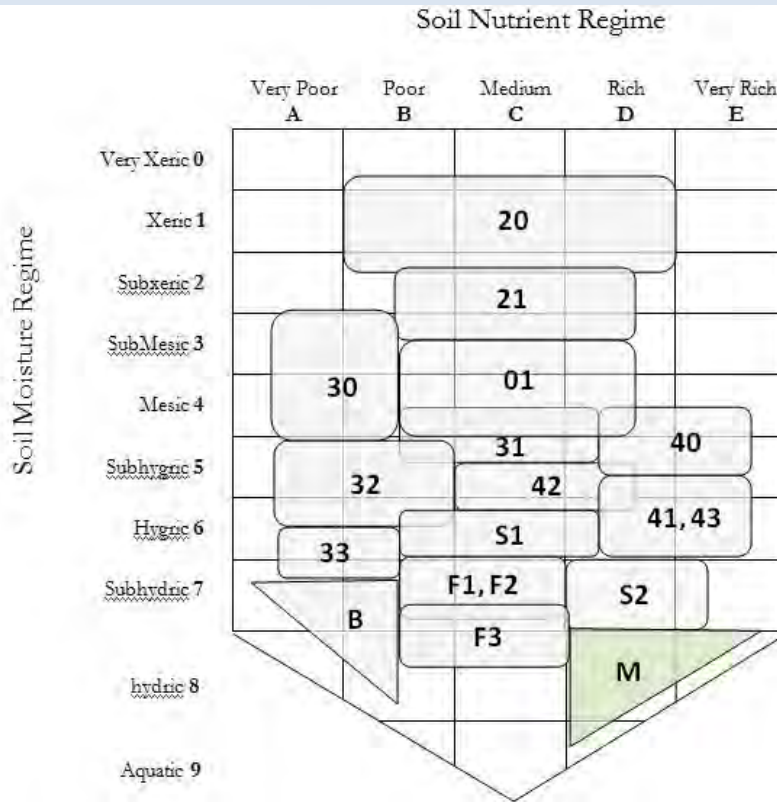 Soil Nutrient Regime
Very Poor Poor Medium Rich Very Rich
A B C D E
Soil Moisture Regime
Very Xeric 0
Xeric 1
20
Subxeric 2
21
SubMesic 3
01
30
Mesic 4
31
40
Subhygric 5
32
42
41, 43
Hygric 6
S1
33
Subhydric 7
F1, F2
S2
B
F3
M
hydric 8
Aquatic 9